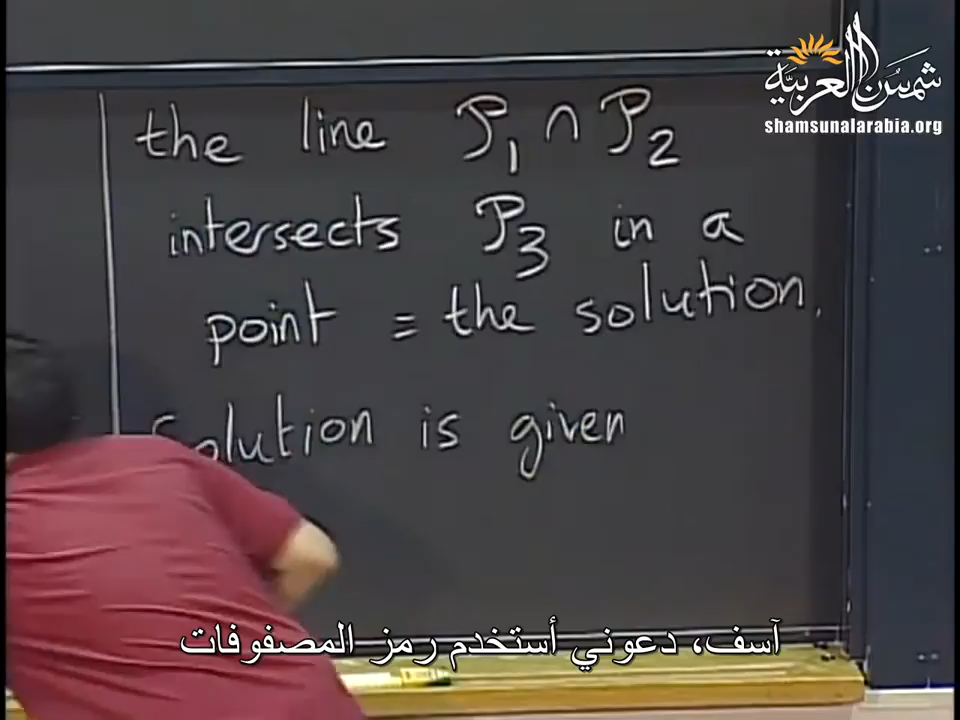 شمس العربية
shamsunalarabia.org
the line P₁ ∩ P₂
intersects P₃ in a
point = the solution.
Solution is given
آسف، دعوني أستخدم رمز المصفوفات